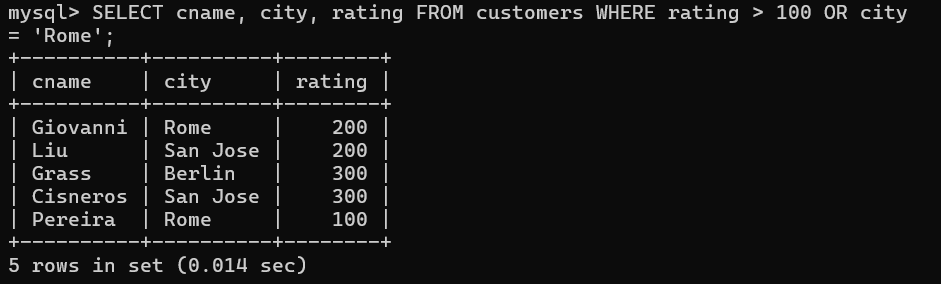 mysql> SELECT cname, city, rating FROM customers WHERE rating > 100 OR city
= 'Rome';
+----------+----------+--------+
| cname    | city     | rating |
+----------+----------+--------+
| Giovanni | Rome     |    200 |
| Liu      | San Jose |    200 |
| Grass    | Berlin   |    300 |
| Cisneros | San Jose |    300 |
| Pereira  | Rome     |    100 |
+----------+----------+--------+
5 rows in set (0.014 sec)